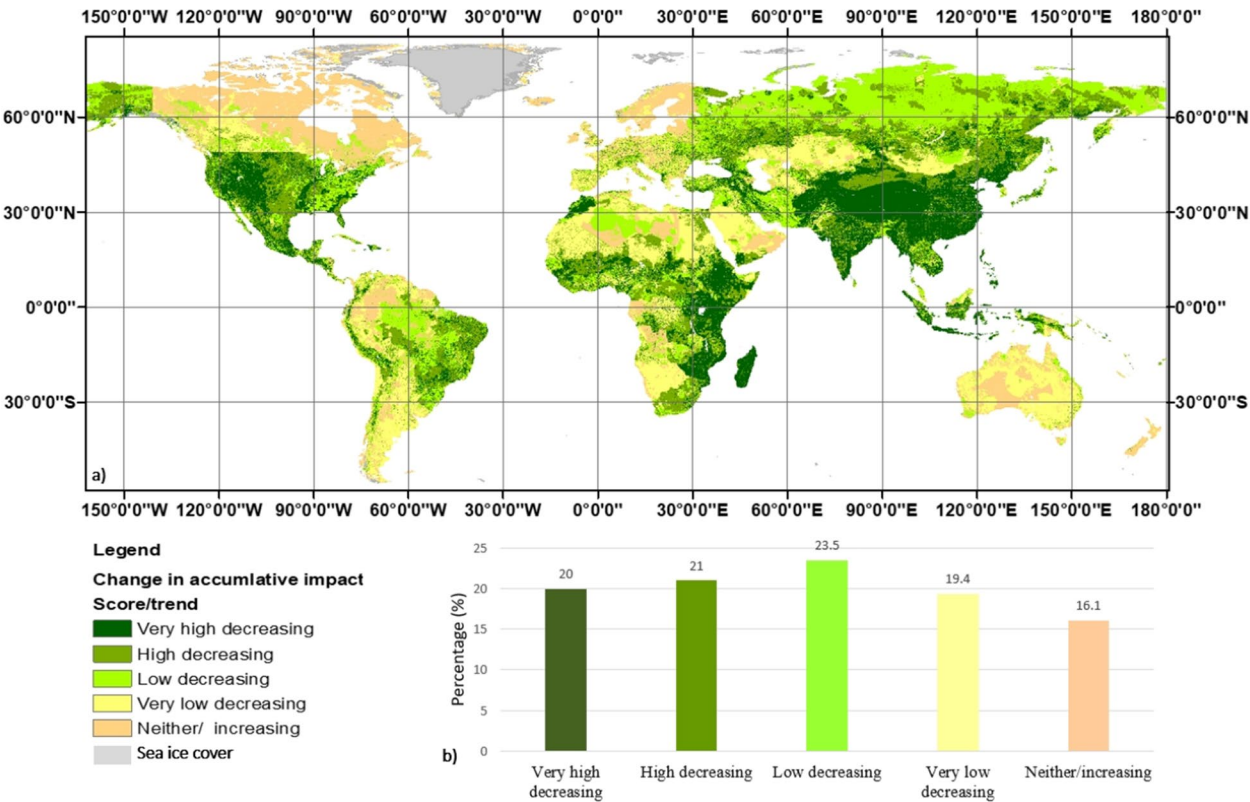 150°0'0"W 120°0'0"W 90°0'0"W 60°0'0"W 30°0'0"W 0°0'0" 30°0'0"E 60°0'0"E 90°0'0"E 120°0'0"E 150°0'0"E 180°0'0"
60°0'0"N 60°0'0"N
30°0'0"N 30°0'0"N
0°0'0" 0°0'0"
30°0'0"S 30°0'0"S
a)
150°0'0"W 120°0'0"W 90°0'0"W 60°0'0"W 30°0'0"W 0°0'0" 30°0'0"E 60°0'0"E 90°0'0"E 120°0'0"E 150°0'0"E 180°0'0"
Legend
Change in accumlative impact
Score/trend
Very high decreasing
High decreasing
Low decreasing
Very low decreasing
Neither/ increasing
Sea ice cover
b)
Percentage (%)
25
20
15
10
5
0
20
21
23.5
19.4
16.1
Very high
decreasing
High decreasing
Low decreasing
Very low
decreasing
Neither/increasing